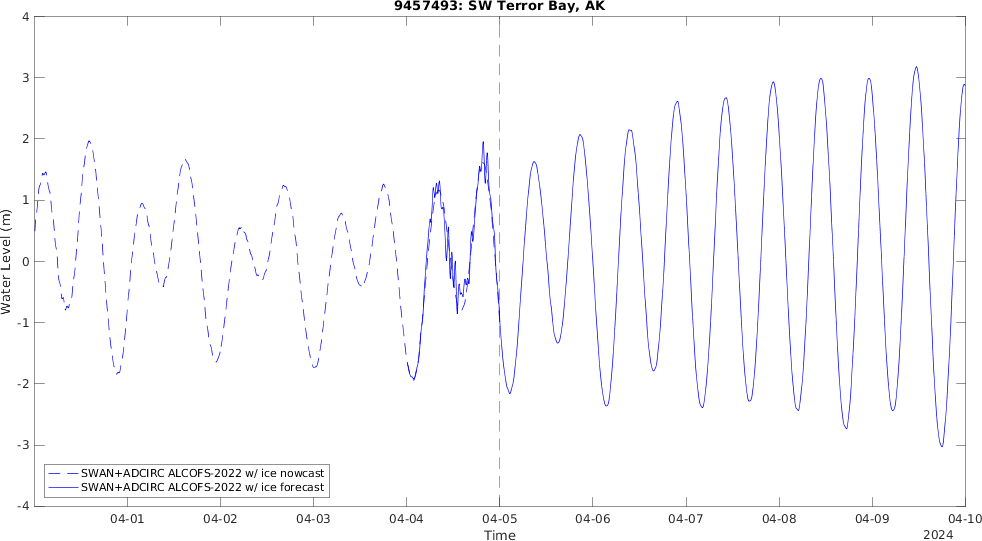 9457493: SW Terror Bay, AK
4
3
2
1
0
-1
-2
-3
-4
Water Level (m)
SWAN+ADCIRC ALCOFS-2022 w/ ice nowcast
SWAN+ADCIRC ALCOFS-2022 w/ ice forecast
04-01 04-02 04-03 04-04 04-05 04-06 04-07 04-08 04-09 04-10
Time
2024